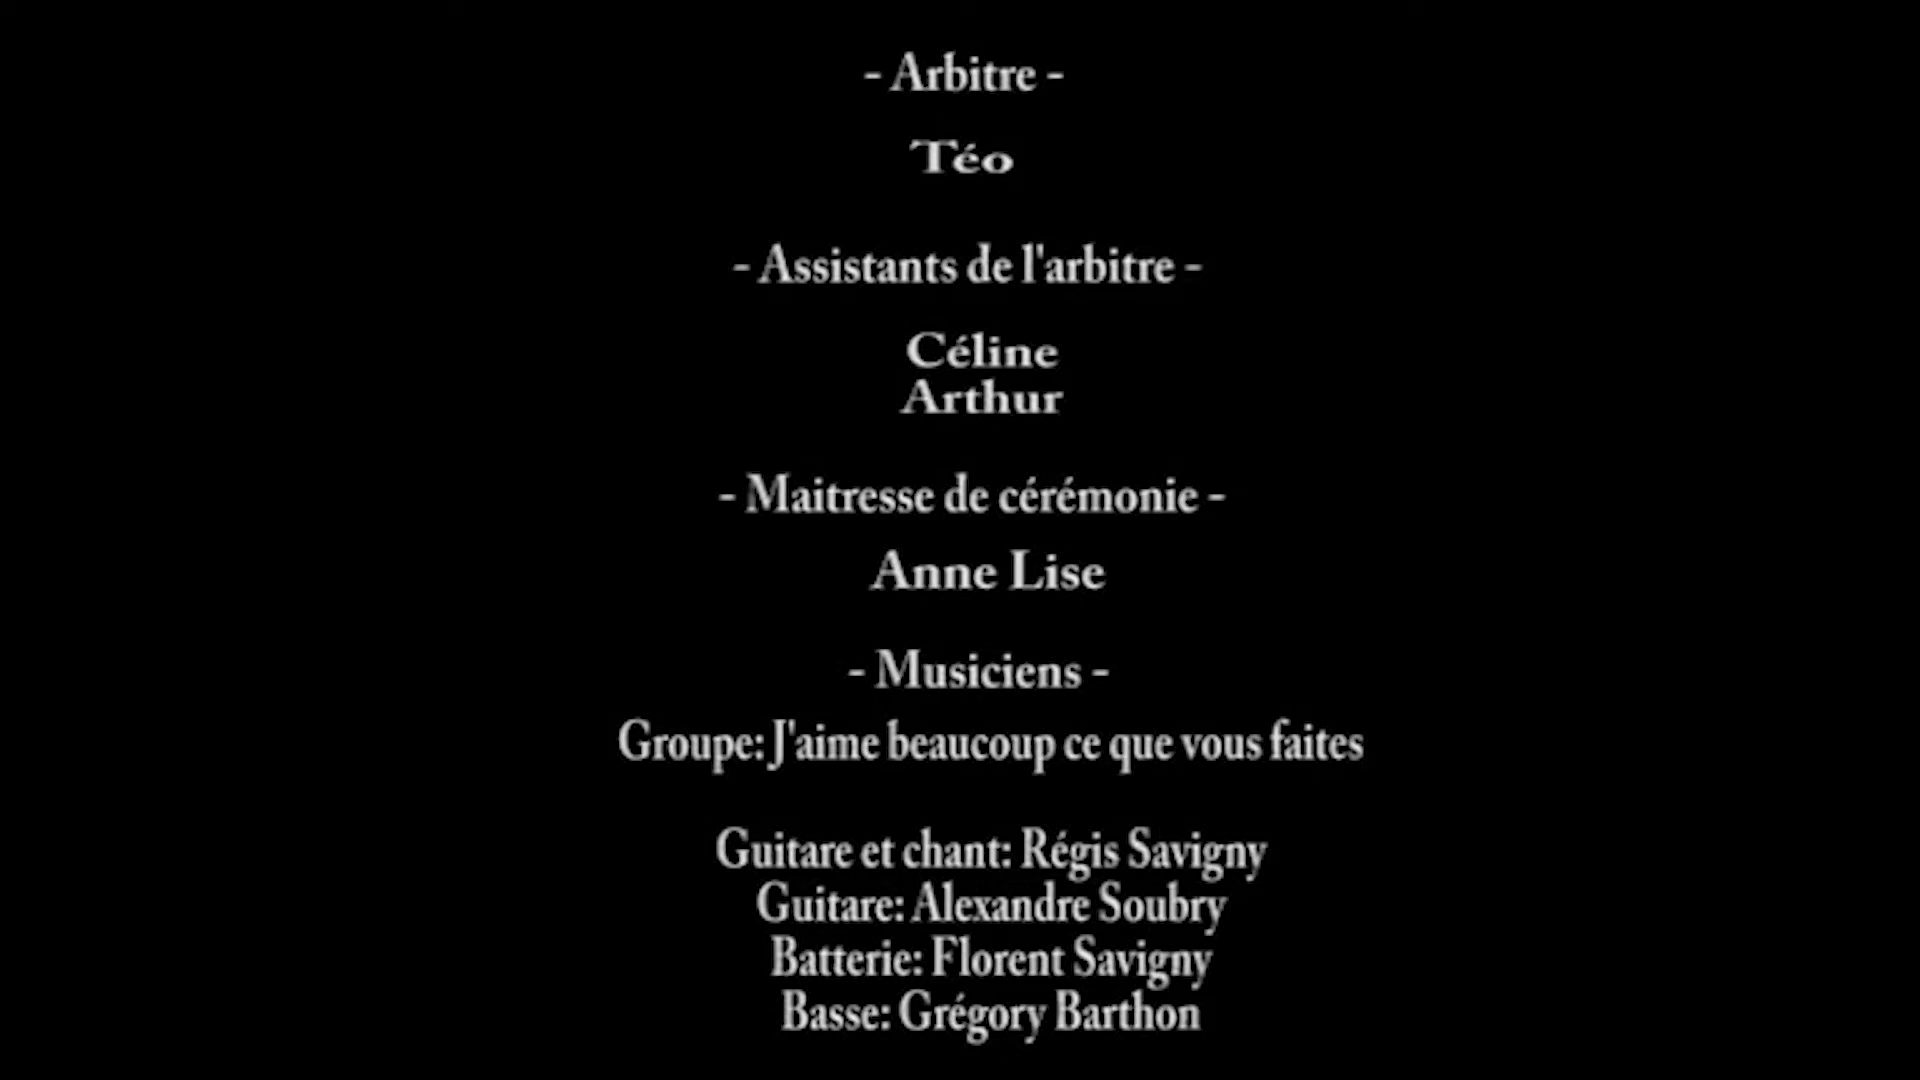 - Arbitre -
Téo
- Assistants de l'arbitre -
Céline
Arthur
- Maitresse de cérémonie -
Anne Lise
- Musiciens -
Groupe: J'aime beaucoup ce que vous faites
Guitare et chant: Régis Savigny
Guitare: Alexandre Soubry
Batterie: Florent Savigny
Basse: Grégory Barthon